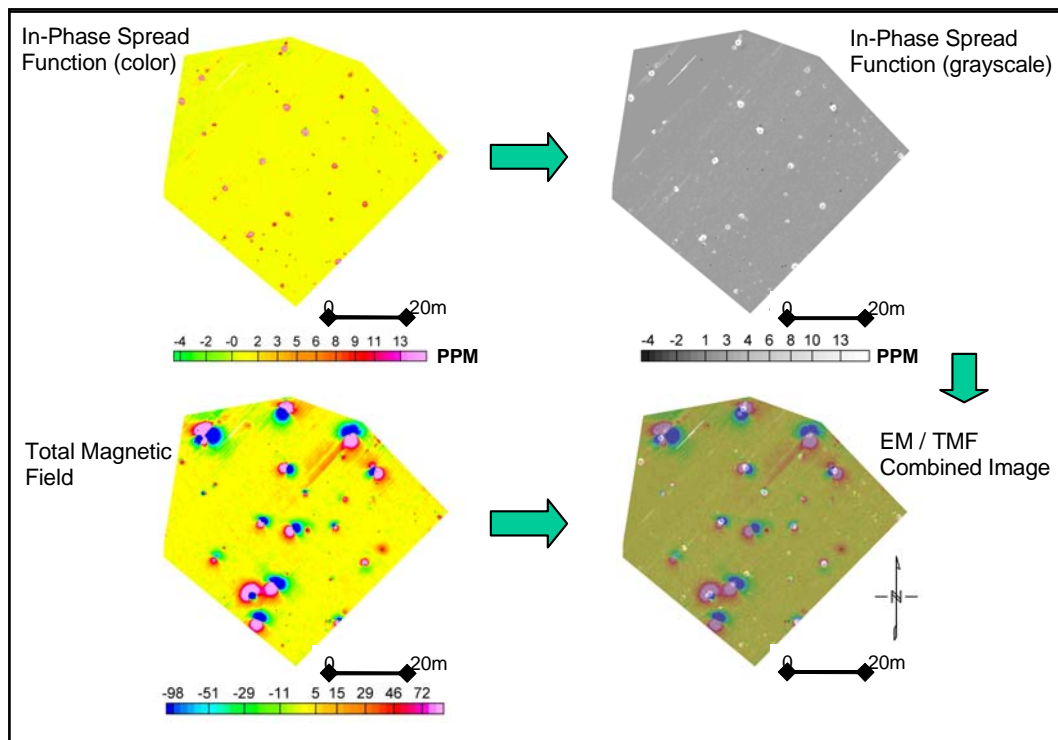 In-Phase Spread
Function (color)
In-Phase Spread
Function (grayscale)
0 20m
0 20m
-4 -2 -0 2 5 8 9 11 13 PPM
-4 -2 1 3 4 6 8 10 13 PPM
Total Magnetic
Field
EM / TMF
Combined Image
N
0 20m
0 20m
-98 -51 -29 -11 5 15 29 46 72